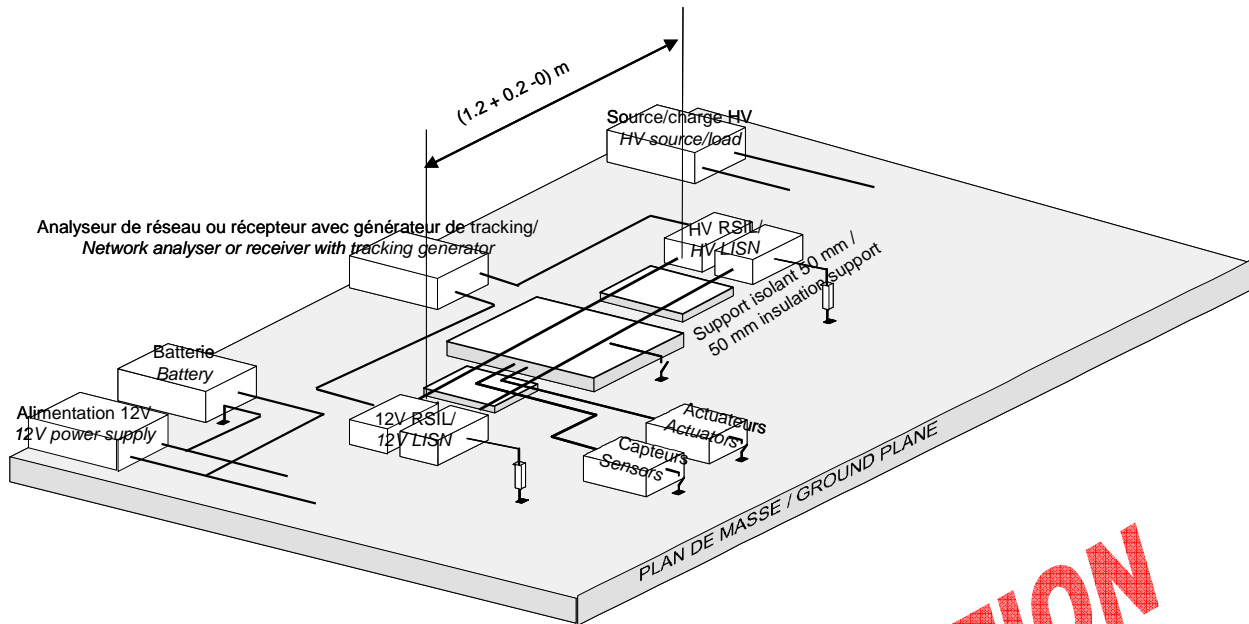 (1.2 + 0.2 -0) m
Source/charge HV
HV source/load
Analyseur de réseau ou récepteur avec générateur de tracking/
Network analyser or receiver with tracking generator
HV RSIL/
HV LISN
Support isolant 50 mm /
50 mm insulation support
Batterie
Battery
Alimentation 12V
12V power supply
12V RSIL/
12V LISN
Actuateurs
Actuators
Capteurs
Sensors
PLAN DE MASSE / GROUND PLANE
TION